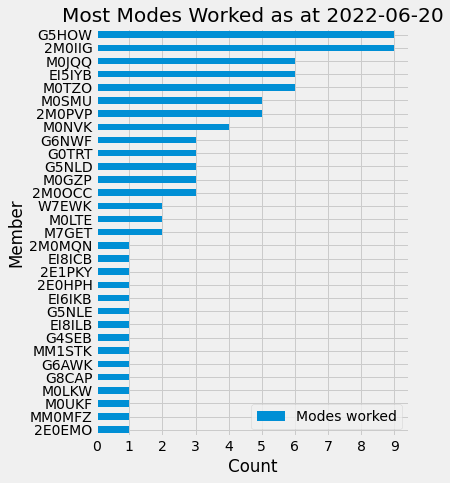 Most Modes Worked as at 2022-06-20
G5HOW
2M0IIG
M0JQQ
EI5IYB
M0TZO
M0SMU
2M0PVP
M0NVK
G6NWF
G0TRT
G5NLD
M0GZP
2M0OCC
W7EWK
M0LTE
M7GET
2M0MQN
EI8ICB
2E1PKY
2E0HPH
EI6IKB
G5NLE
EI8ILB
G4SEB
MM1STK
G6AWK
G8CAP
M0LKW
M0UKF
MM0MFZ
2E0EMO
Member
Modes worked
0 1 2 3 4 5 6 7 8 9
Count